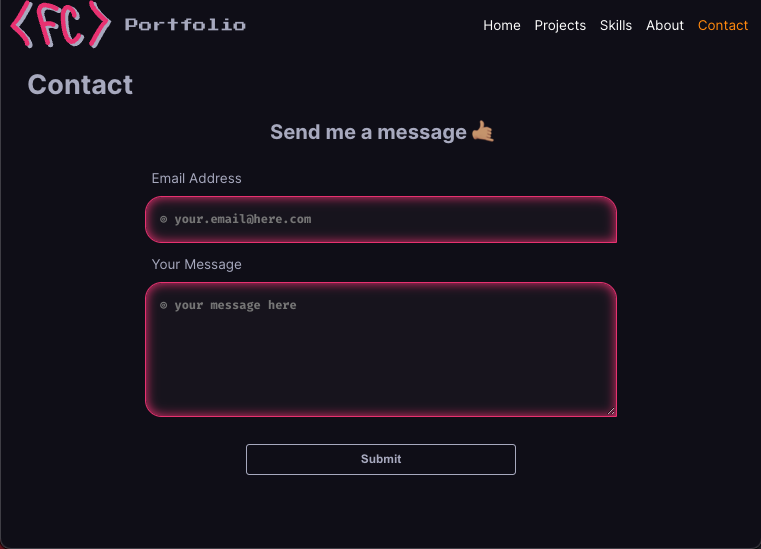 <FC> Portfolio
Home Projects Skills About Contact
Contact
Send me a message 🤙🏽
Email Address
◎ your.email@here.com
Your Message
◎ your message here
Submit